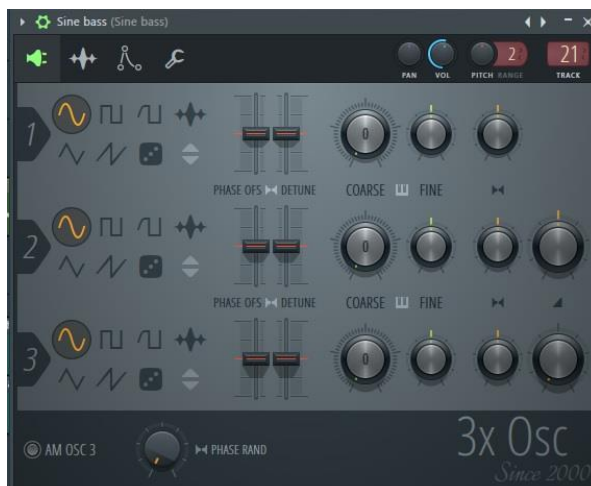 Sine bass (Sine bass)
2
21
PAN VOL PITCH RANGE TRACK
1
0
PHASE OFS DETUNE COARSE FINE
2
0
PHASE OFS DETUNE COARSE FINE
3
0
AM OSC 3 PHASE RAND
3x Osc
Since 2000